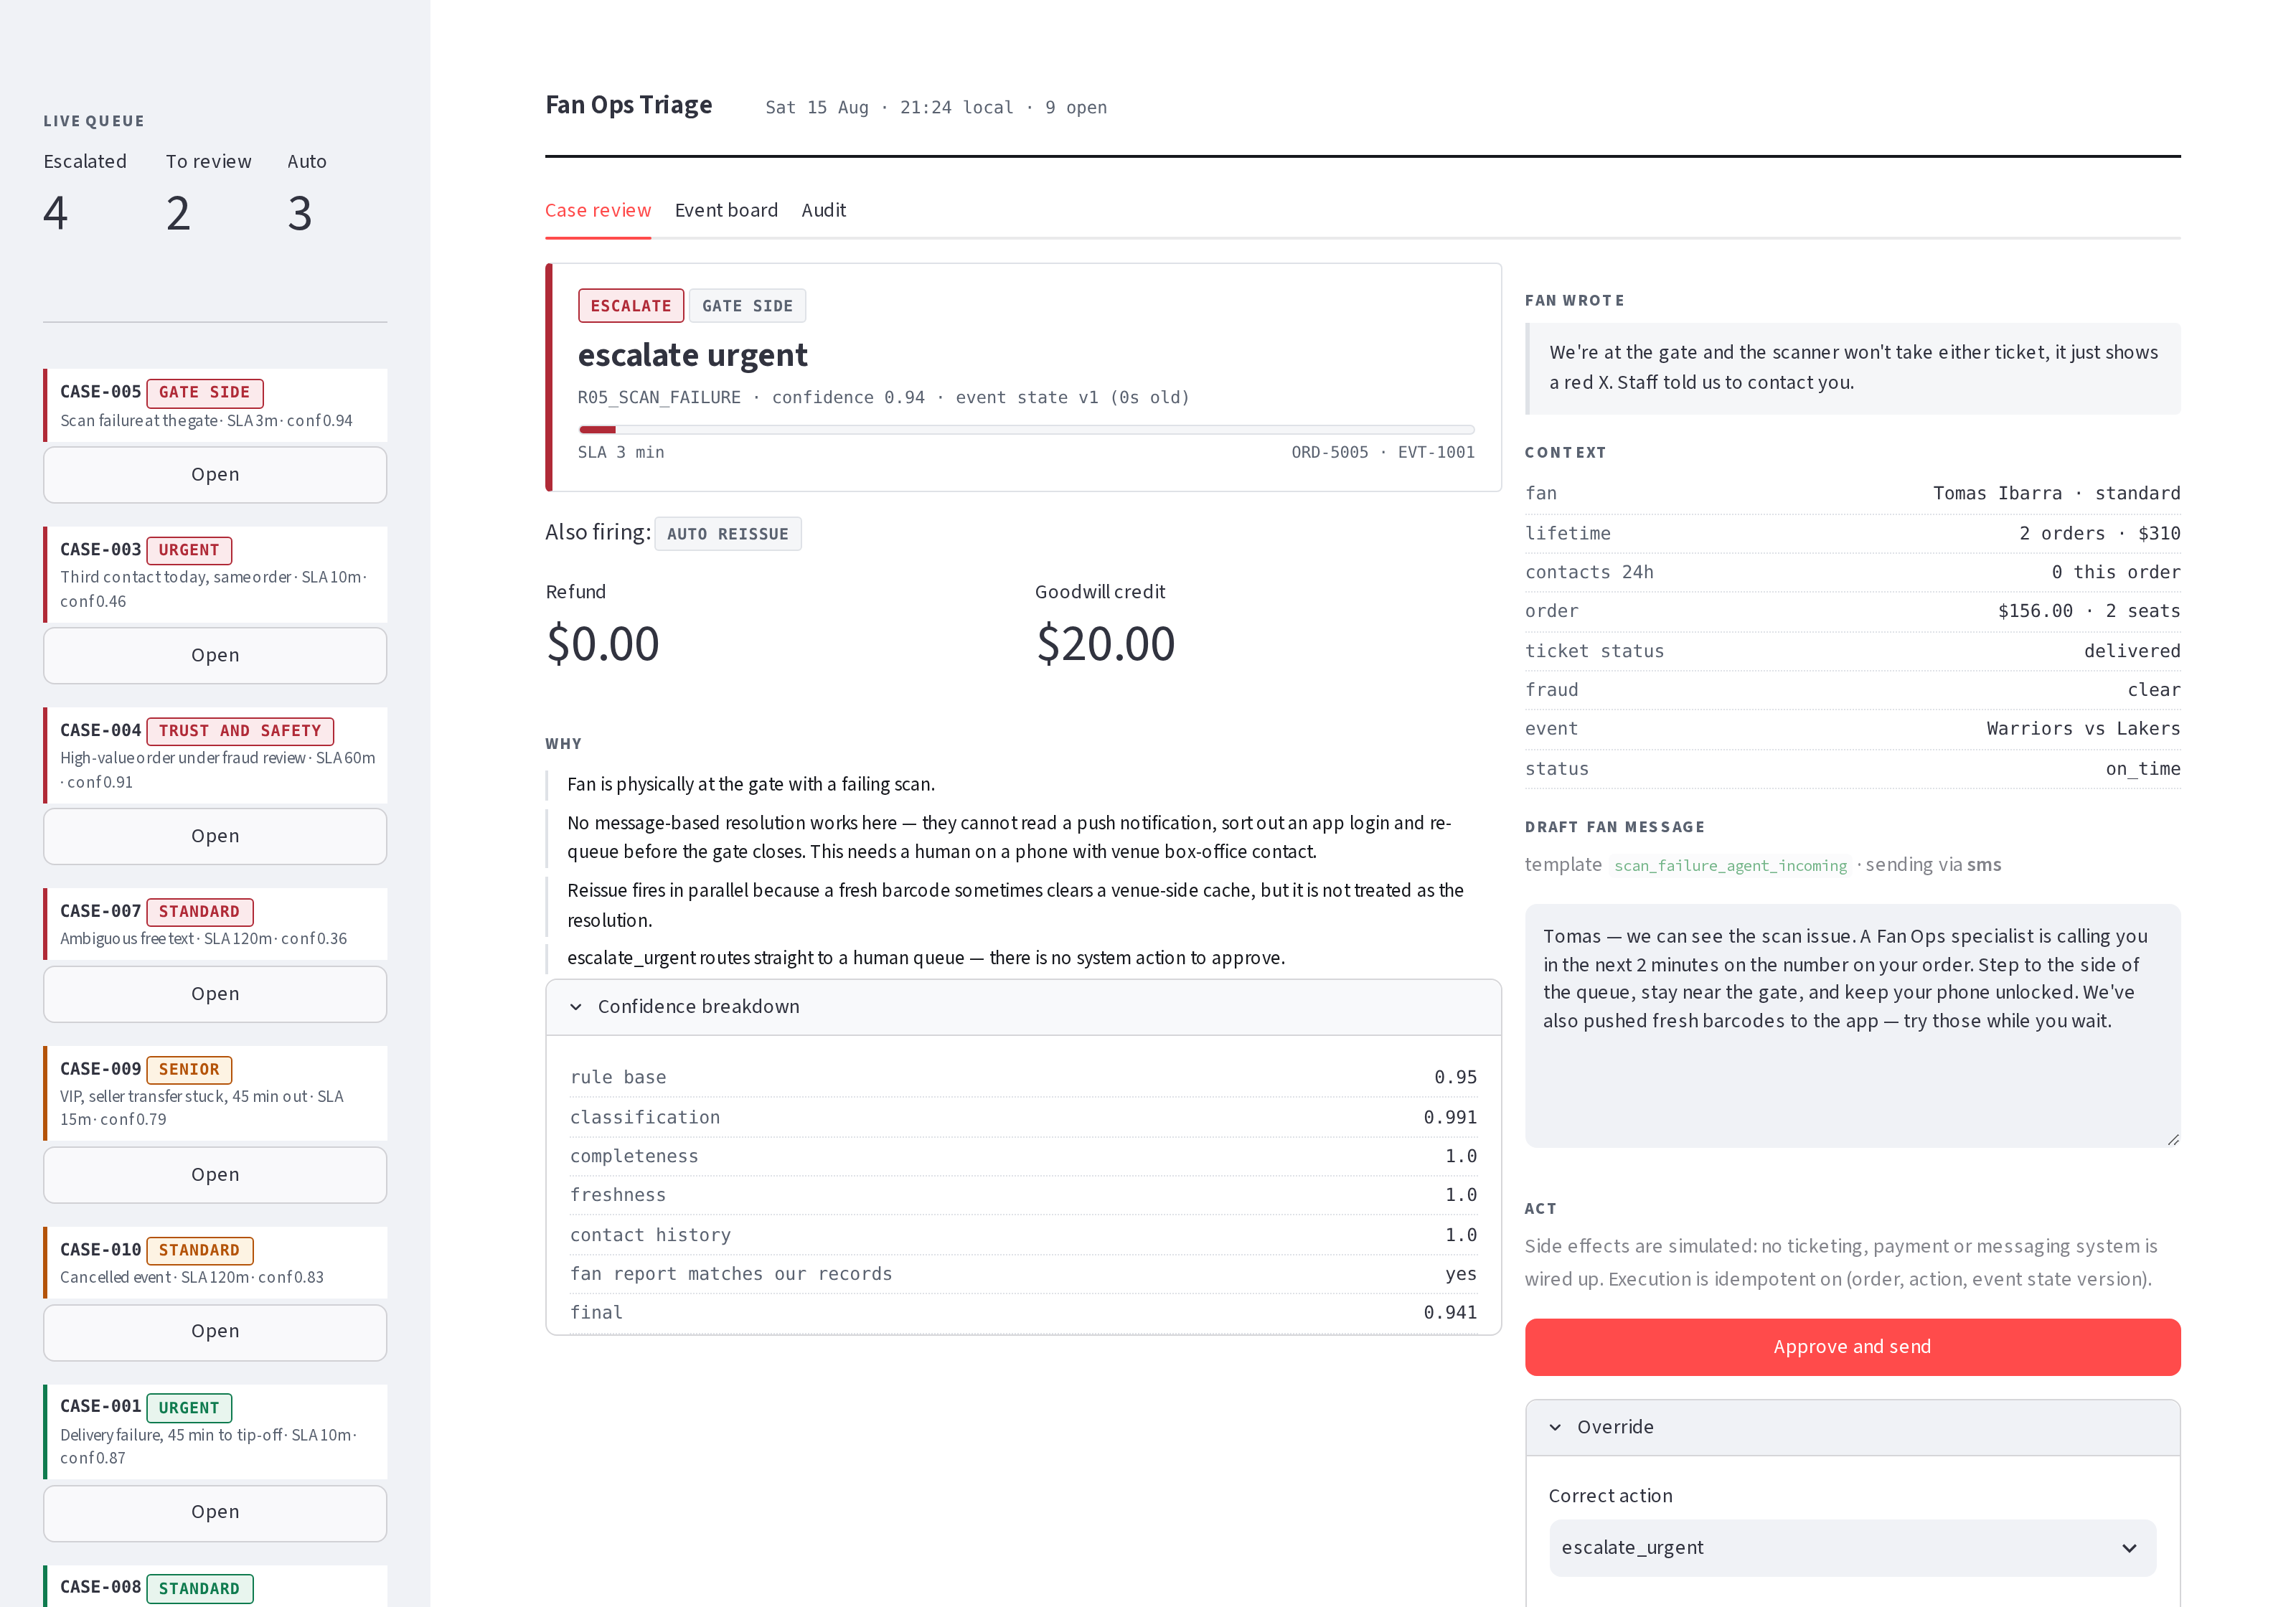 LIVE QUEUE
Escalated To review Auto
4 2 3
CASE-005 GATE SIDE
Scan failure at the gate · SLA 3m · conf 0.94
Open
CASE-003 URGENT
Third contact today, same order · SLA 10m ·
conf 0.46
Open
CASE-004 TRUST AND SAFETY
High-value order under fraud review · SLA 60m
· conf 0.91
Open
CASE-007 STANDARD
Ambiguous free text · SLA 120m · conf 0.36
Open
CASE-009 SENIOR
VIP, seller transfer stuck, 45 min out · SLA
15m · conf 0.79
Open
CASE-010 STANDARD
Cancelled event · SLA 120m · conf 0.83
Open
CASE-001 URGENT
Delivery failure, 45 min to tip-off · SLA 10m ·
conf 0.87
Open
CASE-008 STANDARD
Fan Ops Triage Sat 15 Aug · 21:24 local · 9 open
Case review Event board Audit
ESCALATE GATE SIDE
escalate urgent
R05_SCAN_FAILURE · confidence 0.94 · event state v1 (0s old)
SLA 3 min ORD-5005 · EVT-1001
Also firing: AUTO REISSUE
Refund Goodwill credit
$0.00 $20.00
WHY
Fan is physically at the gate with a failing scan.
No message-based resolution works here — they cannot read a push notification, sort out an app login and re-
queue before the gate closes. This needs a human on a phone with venue box-office contact.
Reissue fires in parallel because a fresh barcode sometimes clears a venue-side cache, but it is not treated as the
resolution.
escalate_urgent routes straight to a human queue — there is no system action to approve.
Confidence breakdown
rule base 0.95
classification 0.991
completeness 1.0
freshness 1.0
contact history 1.0
fan report matches our records yes
final 0.941
FAN WROTE
We're at the gate and the scanner won't take either ticket, it just shows
a red X. Staff told us to contact you.
CONTEXT
fan Tomas Ibarra · standard
lifetime 2 orders · $310
contacts 24h 0 this order
order $156.00 · 2 seats
ticket status delivered
fraud clear
event Warriors vs Lakers
status on_time
DRAFT FAN MESSAGE
template scan_failure_agent_incoming · sending via sms
Tomas — we can see the scan issue. A Fan Ops specialist is calling you
in the next 2 minutes on the number on your order. Step to the side of
the queue, stay near the gate, and keep your phone unlocked. We've
also pushed fresh barcodes to the app — try those while you wait.
ACT
Side effects are simulated: no ticketing, payment or messaging system is
wired up. Execution is idempotent on (order, action, event state version).
Approve and send
Override
Correct action
escalate_urgent